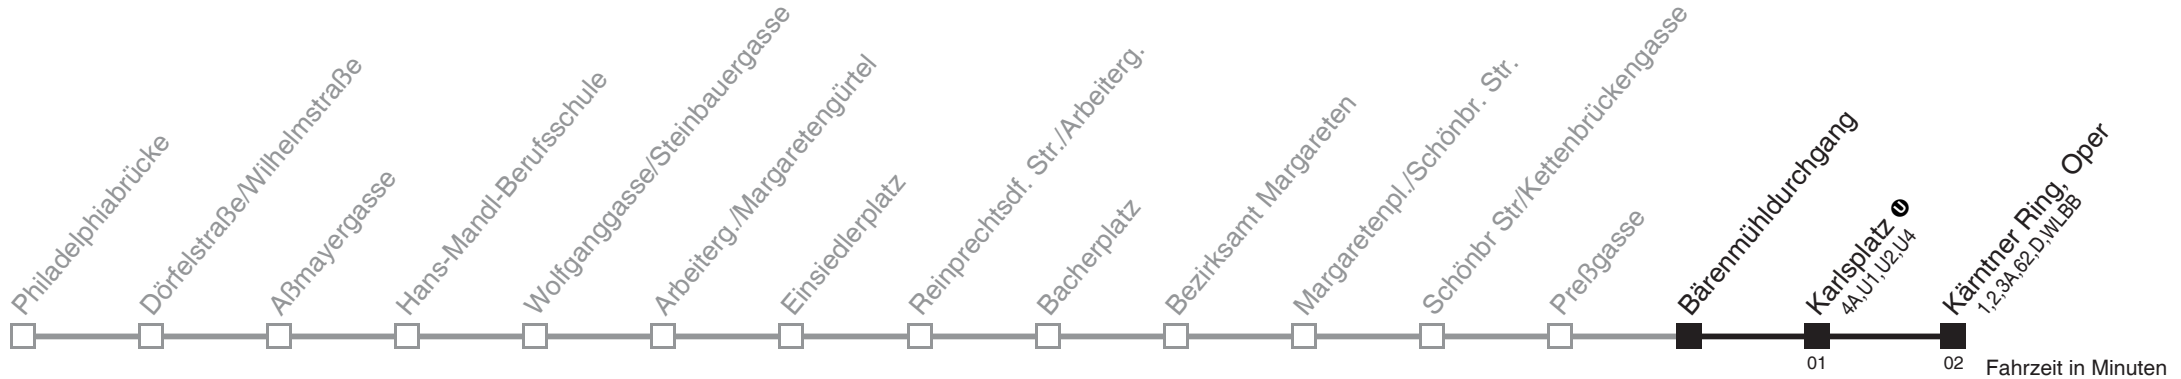 Philadelphiabrücke
Dörfelstraße/Wilhelmstraße
Aßmayergasse
Hans-Mandl-Berufsschule
Wolfganggasse/Steinbauergasse
Arbeiterg./Margaretengürtel
Einsiedlerplatz
Reinprechtsdf. Str./Arbeiterg.
Bacherplatz
Bezirksamt Margareten
Margaretenpl./Schönbr. Str.
Schönbr Str/Kettenbrückengasse
Preßgasse
Bärenmühldurchgang
Karlsplatz U
4A,U1,U2,U4
Kärntner Ring, Oper
1,2,3A,62,D,WLBB
01
02
Fahrzeit in Minuten